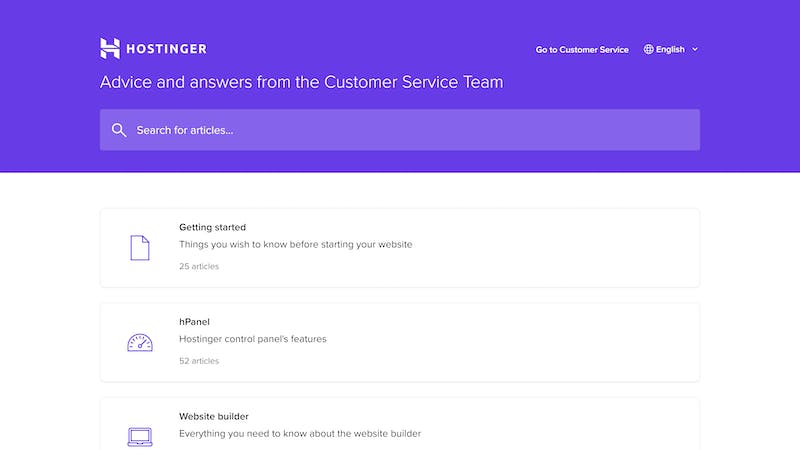 HOSTINGER
Go to Customer Service
English
Advice and answers from the Customer Service Team
Search for articles...
Getting started
Things you wish to know before starting your website
25 articles
hPanel
Hostinger control panel's features
52 articles
Website builder
Everything you need to know about the website builder